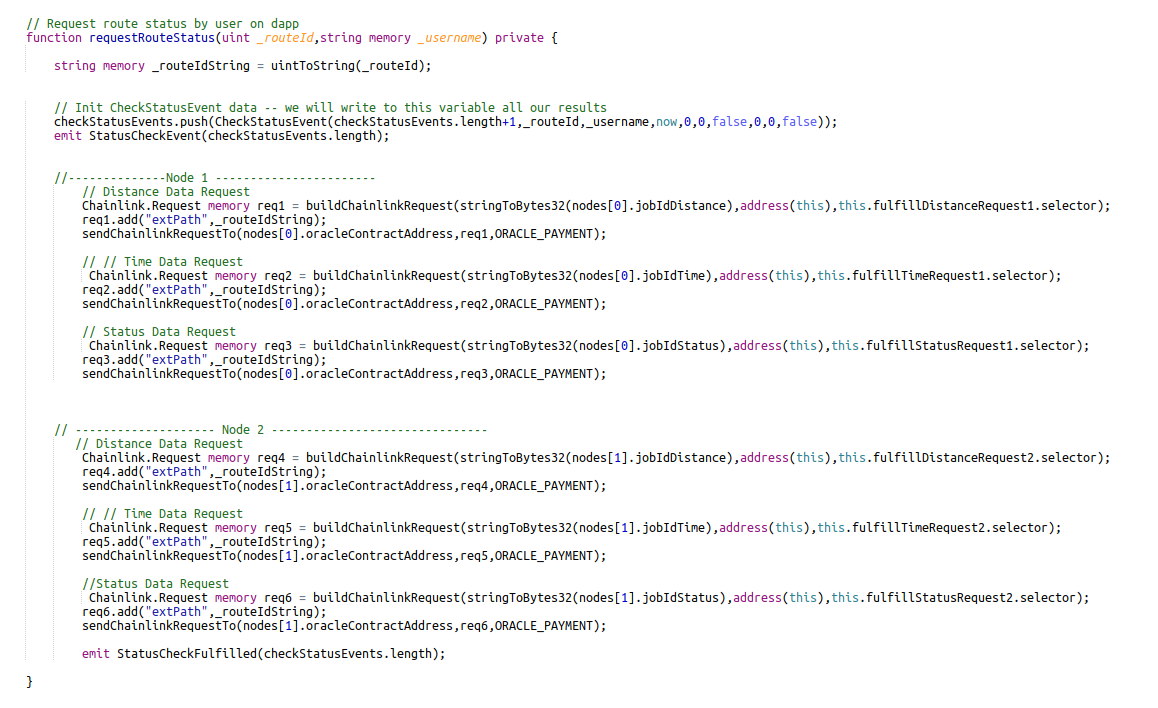 // Request route status by user on dapp
function requestRouteStatus(uint _routeId,string memory _username) private {
string memory _routeIdString = uintToString(_routeId);
// Init CheckStatusEvent data -- we will write to this variable all our results
checkStatusEvents.push(CheckStatusEvent(checkStatusEvents.length+1,_routeId,_username,now,0,0,false,0,0,false));
emit StatusCheckEvent(checkStatusEvents.length);
//--------------Node 1 -----------------------
// Distance Data Request
Chainlink.Request memory req1 = buildChainlinkRequest(stringToBytes32(nodes[0].jobIdDistance),address(this),this.fulfillDistanceRequest1.selector);
req1.add("extPath",_routeIdString);
sendChainlinkRequestTo(nodes[0].oracleContractAddress,req1,ORACLE_PAYMENT);
// // Time Data Request
Chainlink.Request memory req2 = buildChainlinkRequest(stringToBytes32(nodes[0].jobIdTime),address(this),this.fulfillTimeRequest1.selector);
req2.add("extPath",_routeIdString);
sendChainlinkRequestTo(nodes[0].oracleContractAddress,req2,ORACLE_PAYMENT);
// Status Data Request
Chainlink.Request memory req3 = buildChainlinkRequest(stringToBytes32(nodes[0].jobIdStatus),address(this),this.fulfillStatusRequest1.selector);
req3.add("extPath",_routeIdString);
sendChainlinkRequestTo(nodes[0].oracleContractAddress,req3,ORACLE_PAYMENT);
// -------------------- Node 2 -------------------------------
// Distance Data Request
Chainlink.Request memory req4 = buildChainlinkRequest(stringToBytes32(nodes[1].jobIdDistance),address(this),this.fulfillDistanceRequest2.selector);
req4.add("extPath",_routeIdString);
sendChainlinkRequestTo(nodes[1].oracleContractAddress,req4,ORACLE_PAYMENT);
// // Time Data Request
Chainlink.Request memory req5 = buildChainlinkRequest(stringToBytes32(nodes[1].jobIdTime),address(this),this.fulfillTimeRequest2.selector);
req5.add("extPath",_routeIdString);
sendChainlinkRequestTo(nodes[1].oracleContractAddress,req5,ORACLE_PAYMENT);
//Status Data Request
Chainlink.Request memory req6 = buildChainlinkRequest(stringToBytes32(nodes[1].jobIdStatus),address(this),this.fulfillStatusRequest2.selector);
req6.add("extPath",_routeIdString);
sendChainlinkRequestTo(nodes[1].oracleContractAddress,req6,ORACLE_PAYMENT);
emit StatusCheckFulfilled(checkStatusEvents.length);
}